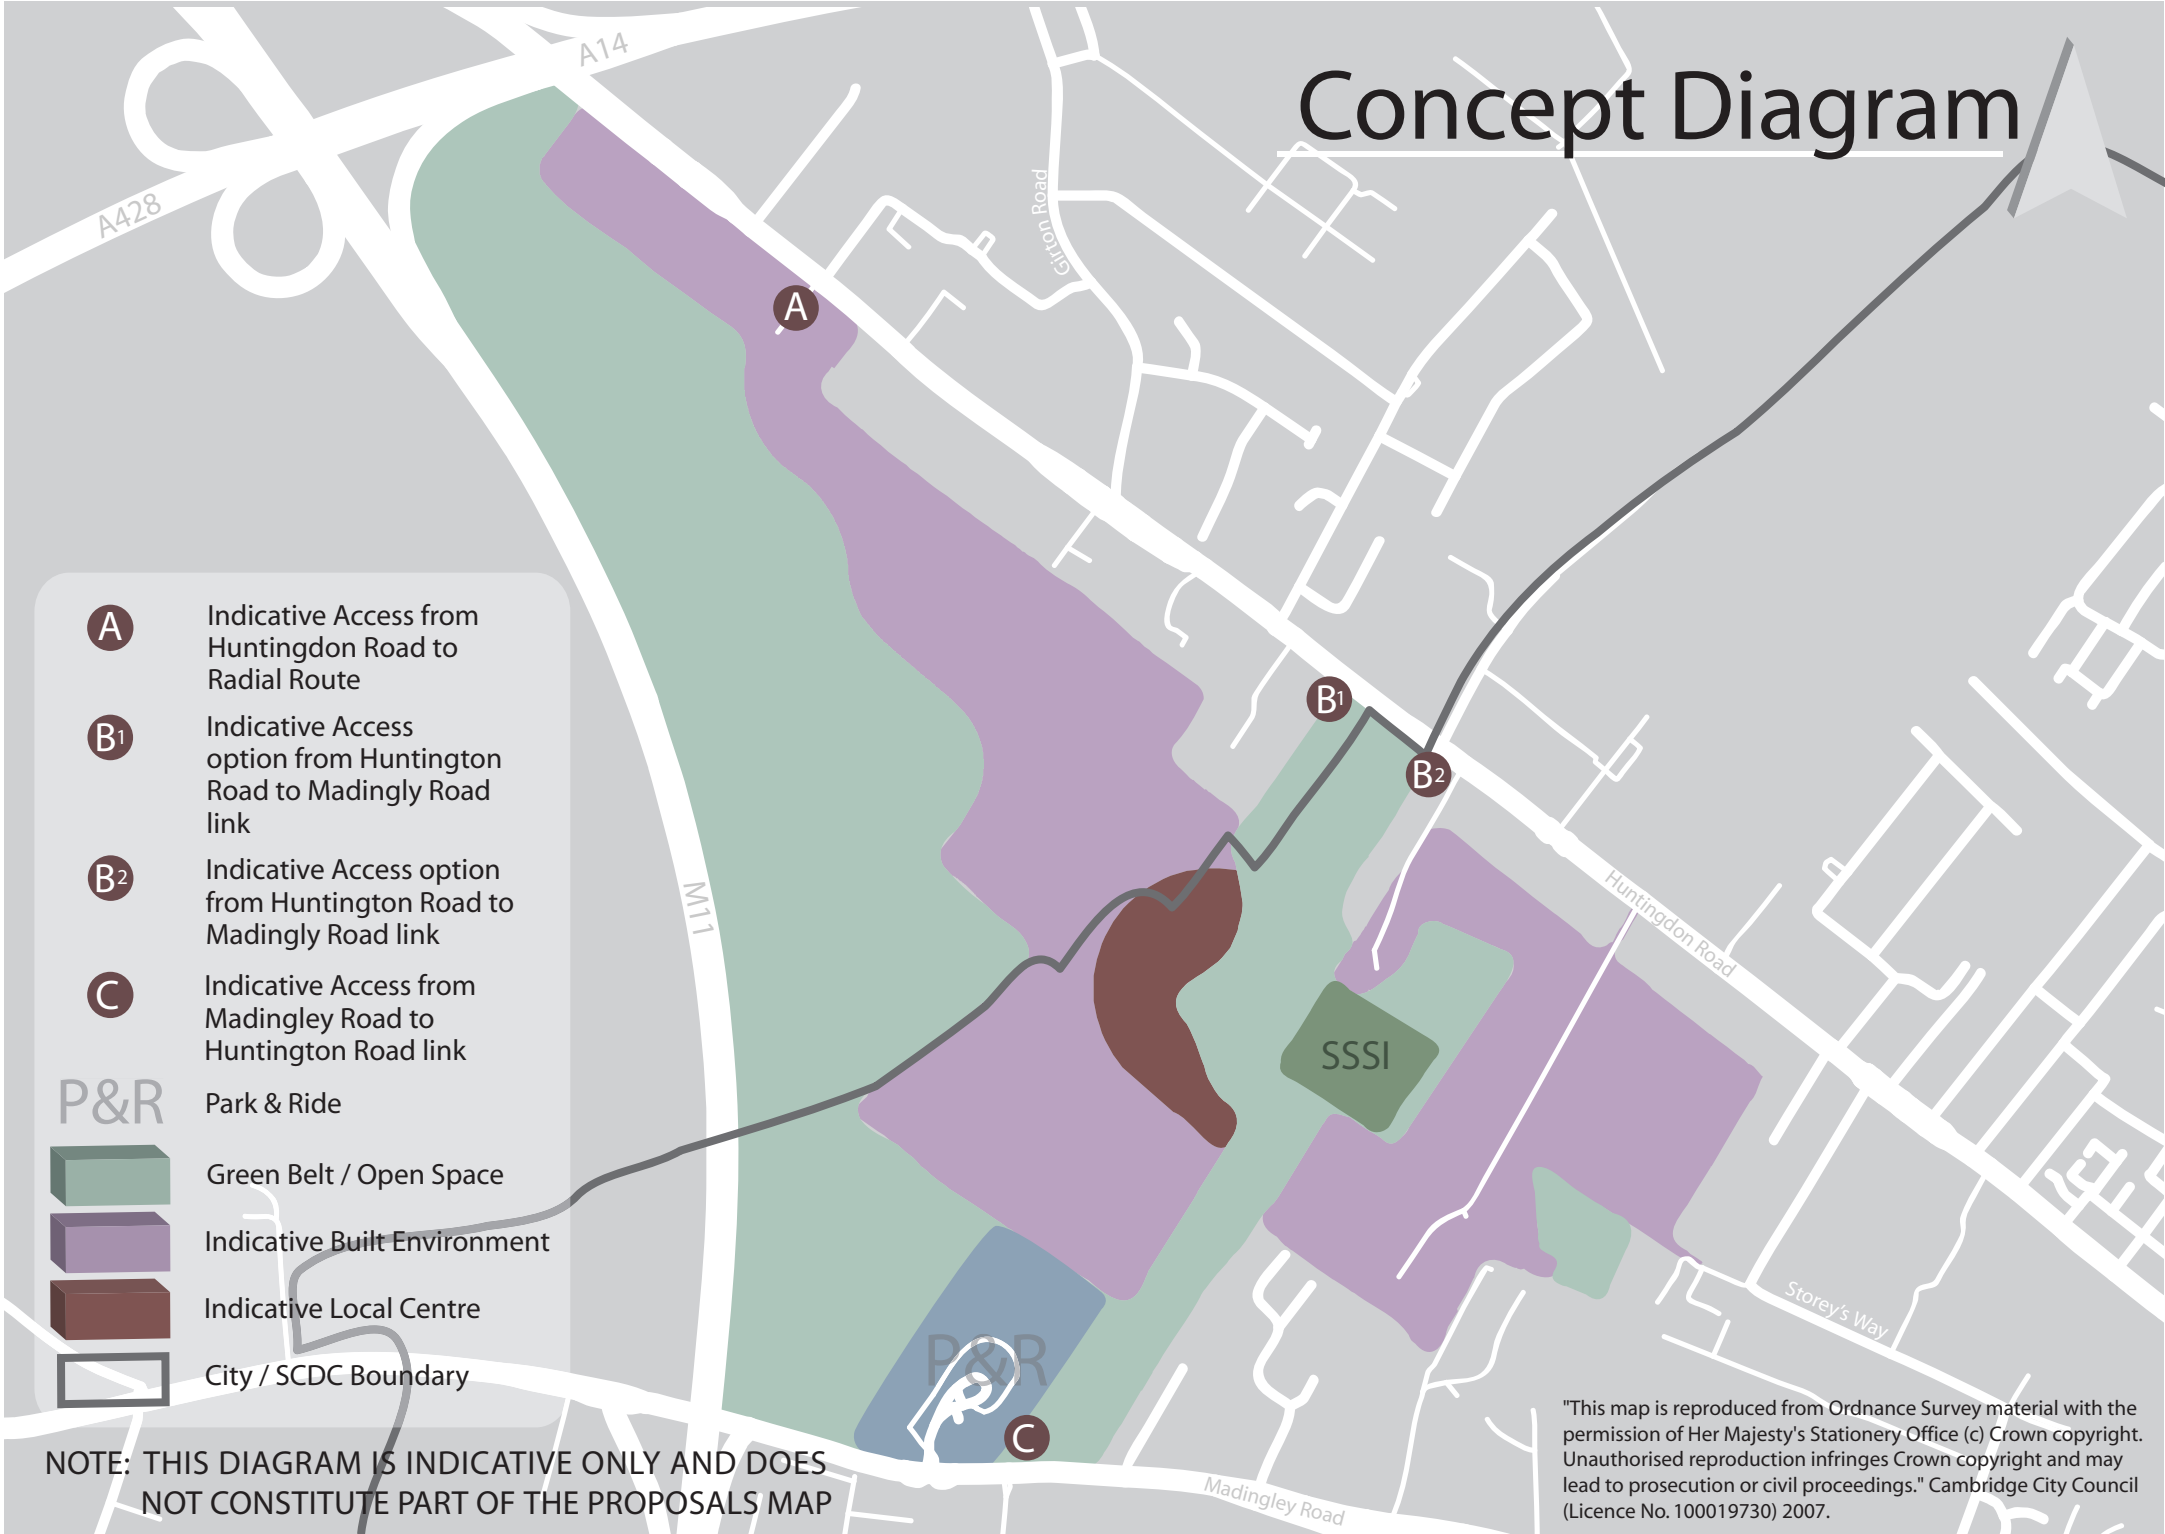 Concept Diagram
A14
A428
Girton Road
A
B1
B2
M11
Huntingdon Road
SSSI
Storey's Way
P&R
C
Madingley Road
A
Indicative Access from
Huntingdon Road to
Radial Route
B1
Indicative Access
option from Huntington
Road to Madingly Road
link
B2
Indicative Access option
from Huntington Road to
Madingly Road link
C
Indicative Access from
Madingley Road to
Huntington Road link
P&R
Park & Ride
Green Belt / Open Space
Indicative Built Environment
Indicative Local Centre
City / SCDC Boundary
NOTE: THIS DIAGRAM IS INDICATIVE ONLY AND DOES
NOT CONSTITUTE PART OF THE PROPOSALS MAP
"This map is reproduced from Ordnance Survey material with the
permission of Her Majesty's Stationery Office (c) Crown copyright.
Unauthorised reproduction infringes Crown copyright and may
lead to prosecution or civil proceedings." Cambridge City Council
(Licence No. 100019730) 2007.